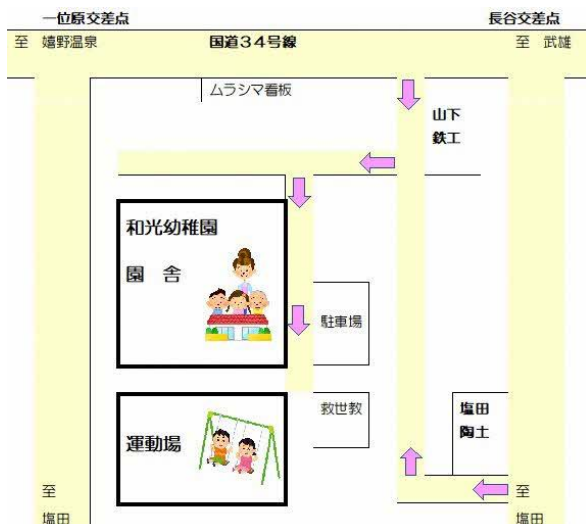 一位原交差点
長谷交差点
至 嬉野温泉
国道34号線
至 武雄
ムラシマ看板
山下
鉄工
和光幼稚園
園 舎
駐車場
救世教
塩田
陶土
運動場
至
塩田
至
塩田